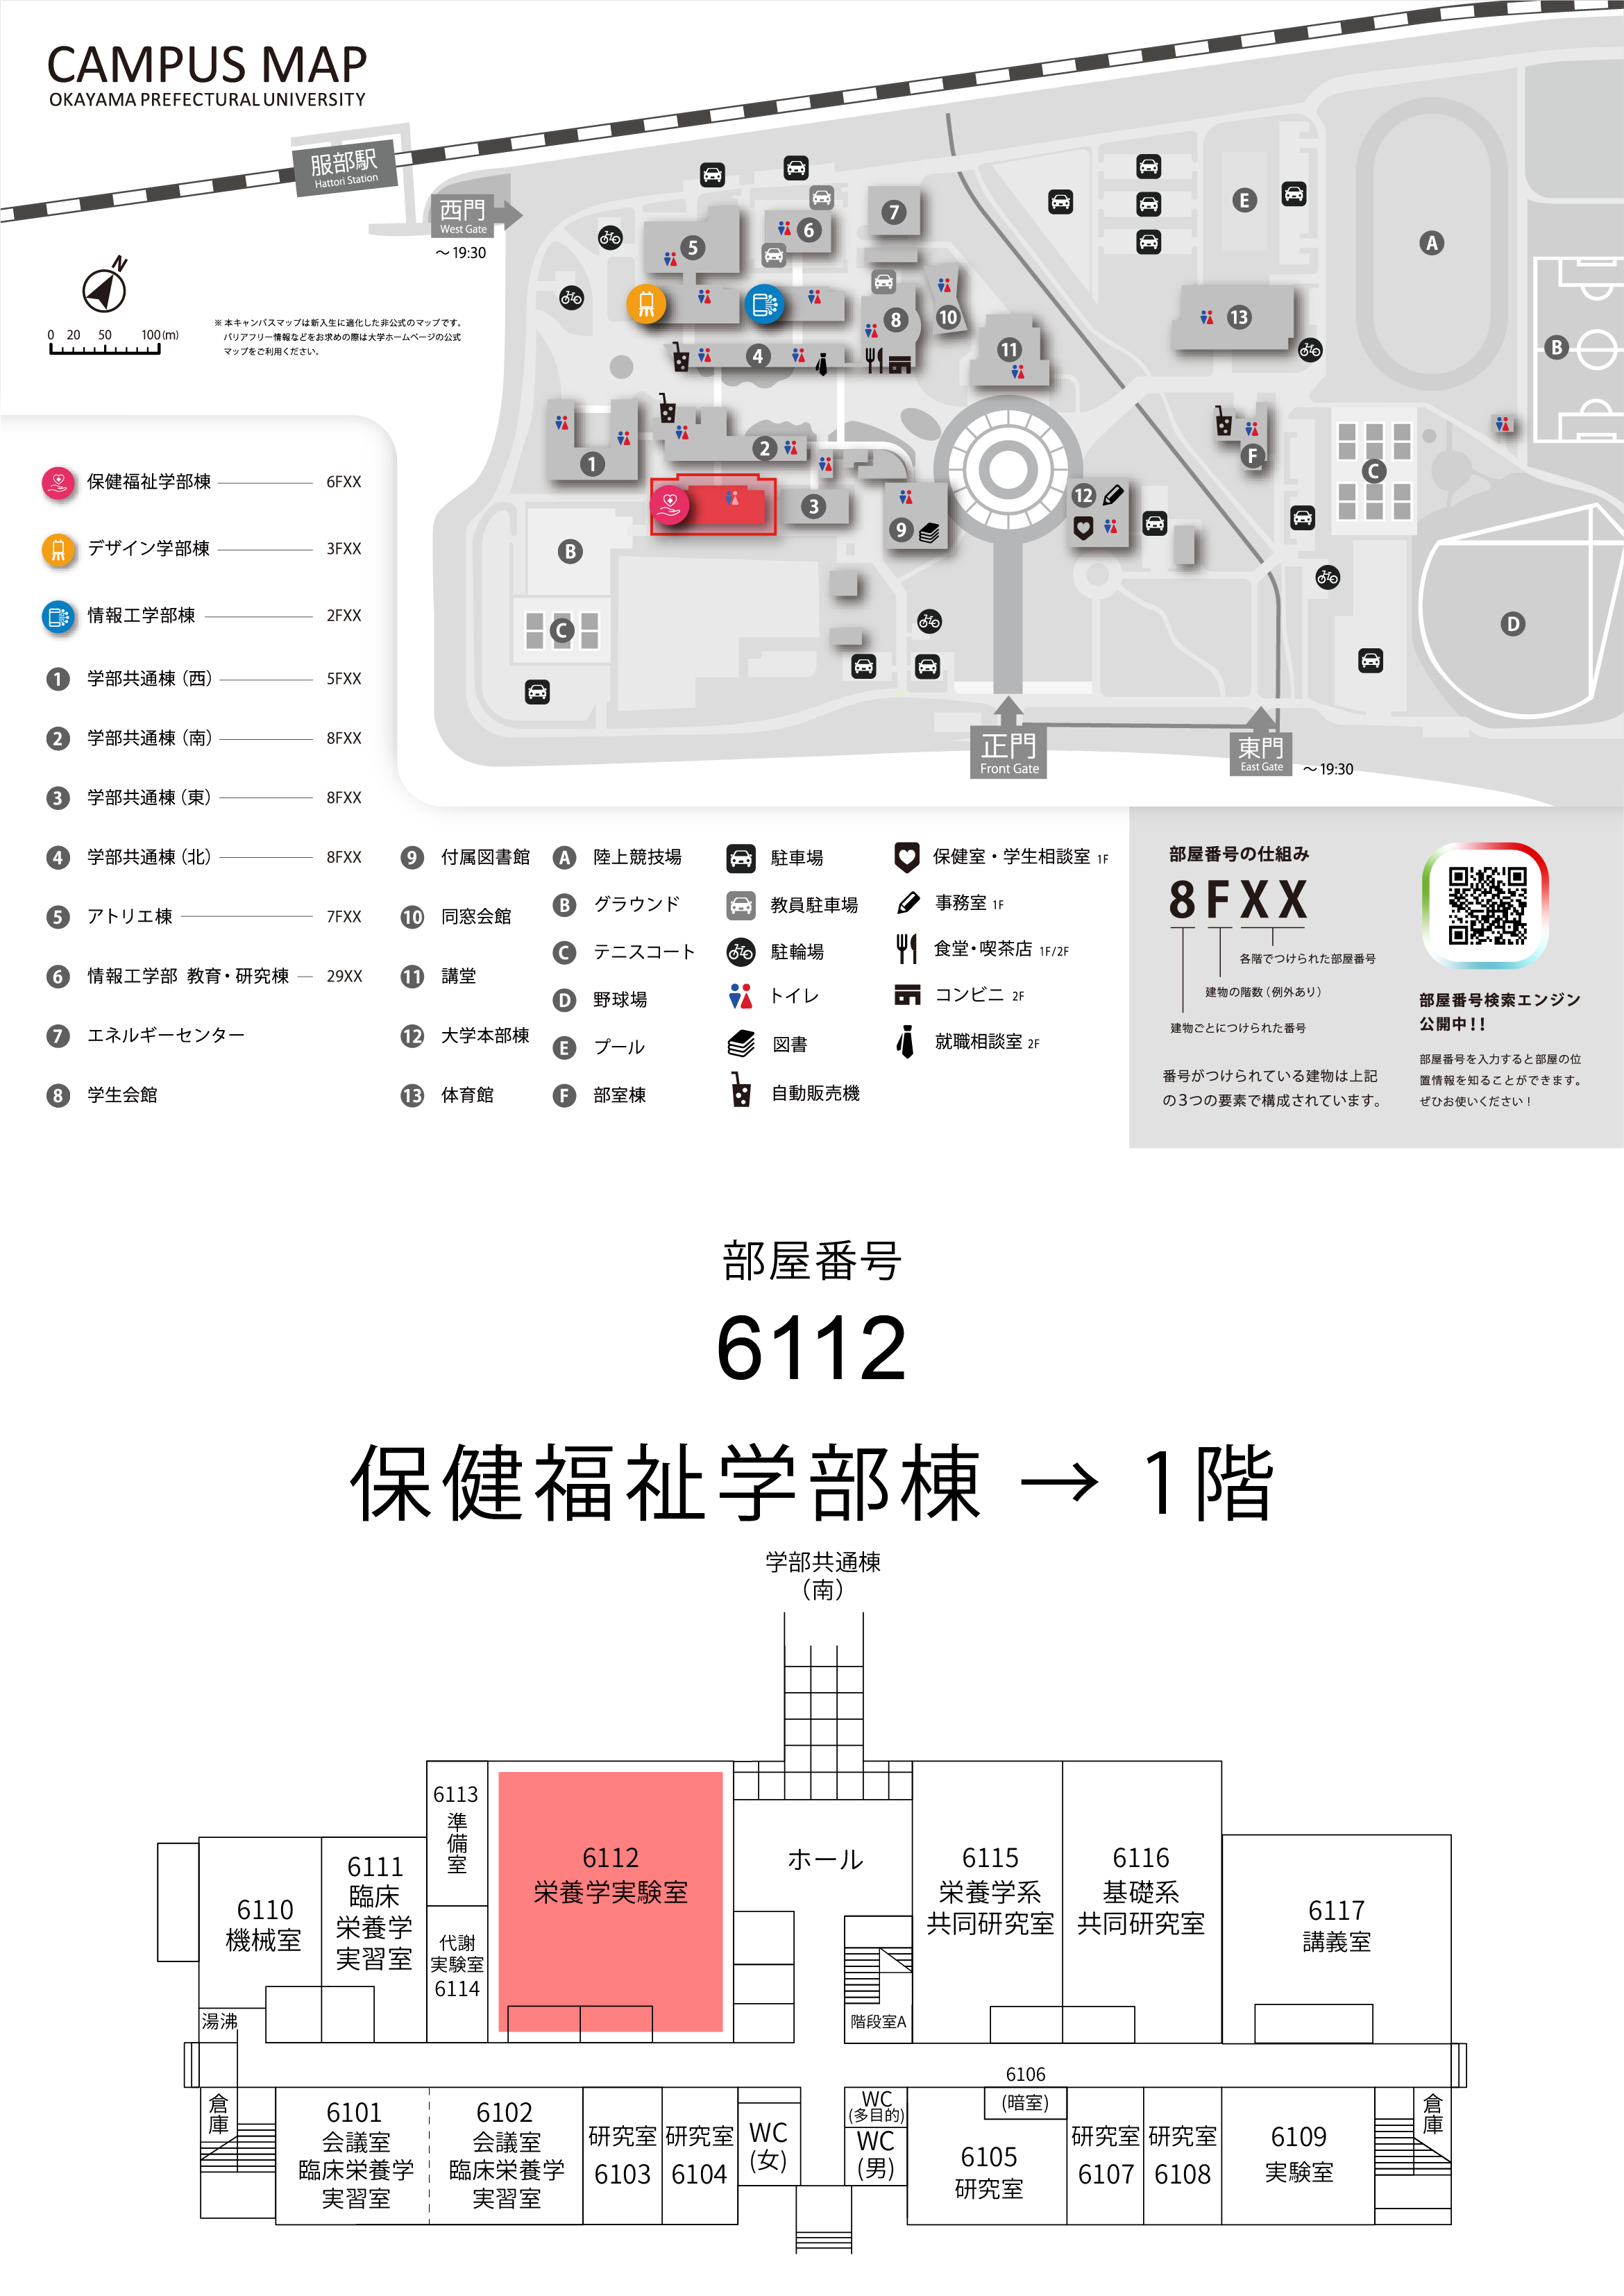 CAMPUS MAP
OKAYAMA PREFECTURAL UNIVERSITY
服部駅
Hattori Station
西門
West Gate
～19:30
N
0 20 50 100(m)
※ 本キャンパスマップは新入生に適化した非公式のマップです。
バリアフリー情報などをお求めの際は大学ホームページの公式
マップをご利用ください。
5
6
7
8
10
4
11
13
E
A
B
1
2
3
9
12
F
C
B
C
D
正門
Front Gate
東門
East Gate
～19:30
保健福祉学部棟 6FXX
デザイン学部棟 3FXX
情報工学部棟 2FXX
1 学部共通棟（西） 5FXX
2 学部共通棟（南） 8FXX
3 学部共通棟（東） 8FXX
4 学部共通棟（北） 8FXX
5 アトリエ棟 7FXX
6 情報工学部 教育・研究棟 29XX
7 エネルギーセンター
8 学生会館
9 付属図書館
10 同窓会館
11 講堂
12 大学本部棟
13 体育館
A 陸上競技場
B グラウンド
C テニスコート
D 野球場
E プール
F 部室棟
駐車場
教員駐車場
駐輪場
トイレ
図書
自動販売機
保健室・学生相談室 1F
事務室 1F
食堂・喫茶店 1F/2F
コンビニ 2F
就職相談室 2F
部屋番号の仕組み
8FXX
各階でつけられた部屋番号
建物の階数（例外あり）
建物ごとにつけられた番号
番号がつけられている建物は上記
の3つの要素で構成されています。
部屋番号検索エンジン
公開中！！
部屋番号を入力すると部屋の位
置情報を知ることができます。
ぜひお使いください！
部屋番号
6112
保健福祉学部棟 → 1階
学部共通棟
（南）
6113
準備室
6112
栄養学実験室
ホール
6115
栄養学系
共同研究室
6116
基礎系
共同研究室
6117
講義室
6110
機械室
6111
臨床
栄養学
実習室
代謝
実験室
6114
湯沸
階段室A
倉庫
6101
会議室
臨床栄養学
実習室
6102
会議室
臨床栄養学
実習室
研究室
6103
研究室
6104
WC
(女)
WC
(多目的)
WC
(男)
6106
(暗室)
6105
研究室
研究室
6107
研究室
6108
6109
実験室
倉庫